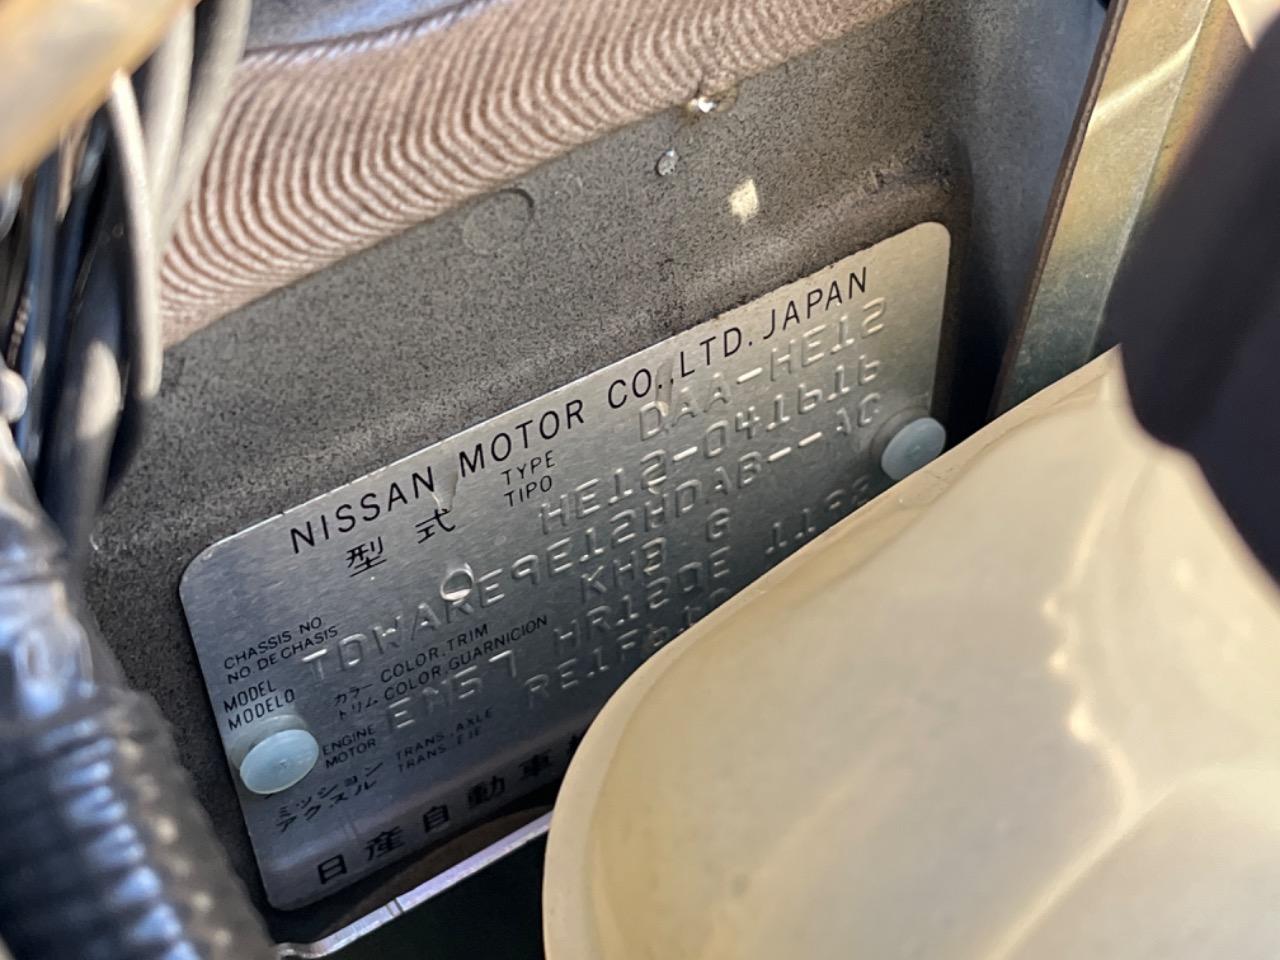 NISSAN MOTOR CO.,LTD. JAPAN
型式 TYPE TIPO DAA-HE12
CHASSIS NO
NO. DE CHASIS HE12-041616
MODEL
MODELO TDWARE9E12HDAB--AC
カラー COLOR,TRIM
トリム COLOR,GUARNICION KH3 G
ENGINE
MOTOR EM57 HR12DE
ミッション TRANS. AXLE
アクスル TRANS. EJE
日産自動車